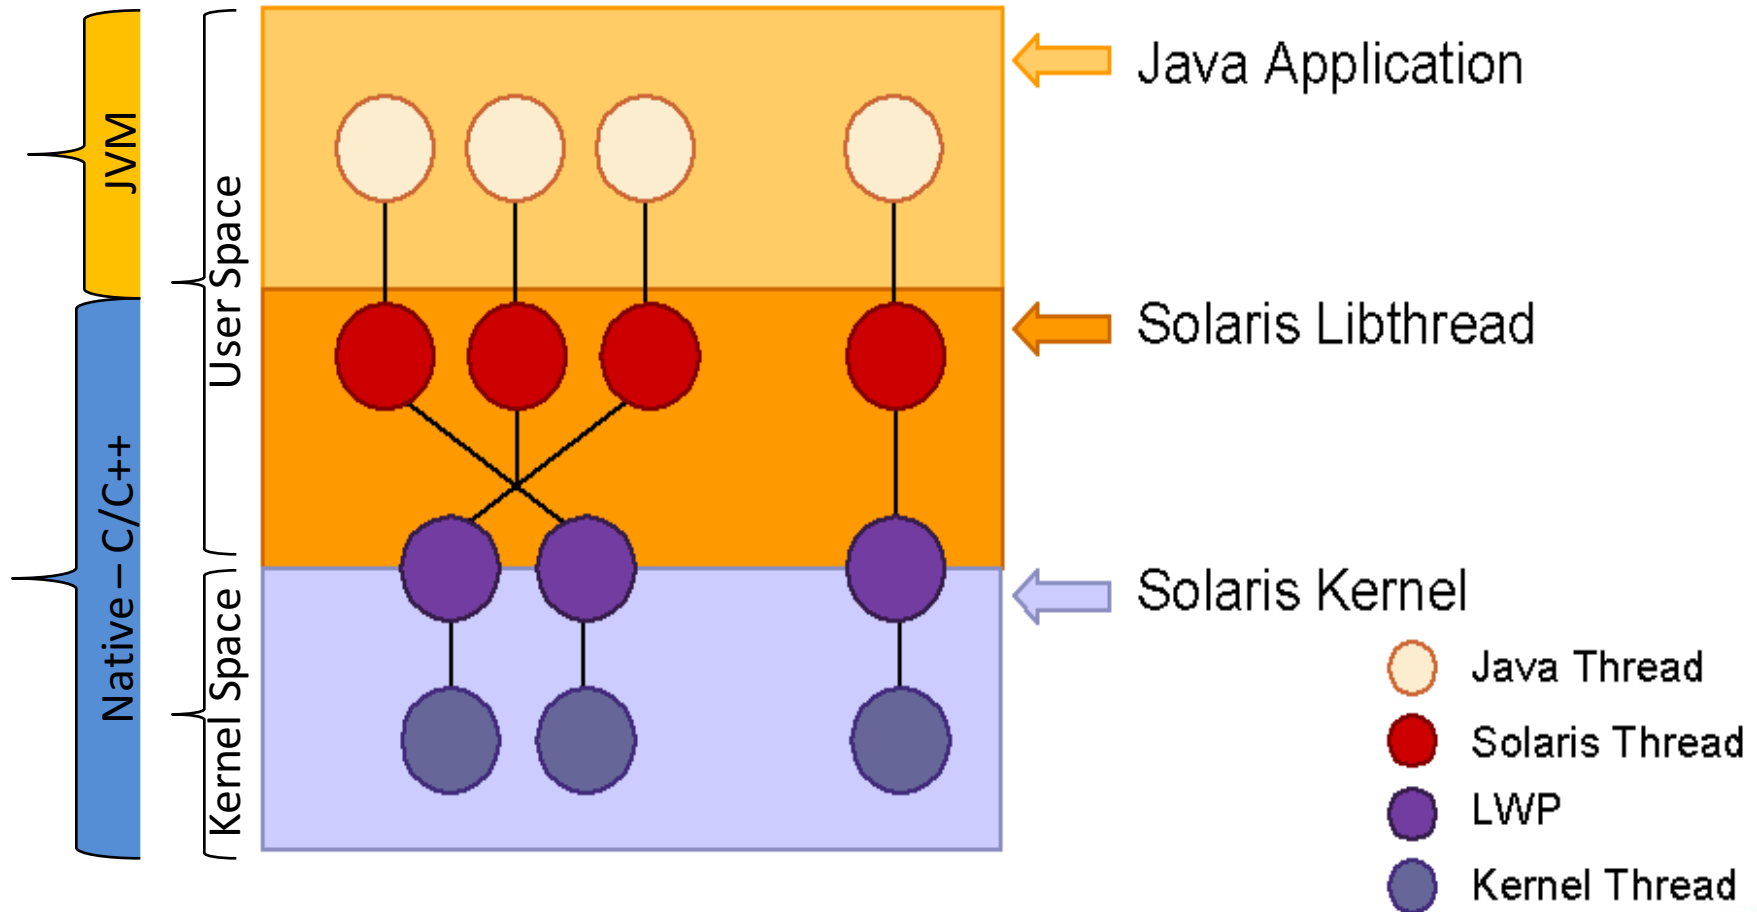 JVM
Native – C/C++
User Space
Kernel Space
Java Application
Solaris Libthread
Solaris Kernel
Java Thread
Solaris Thread
LWP
Kernel Thread